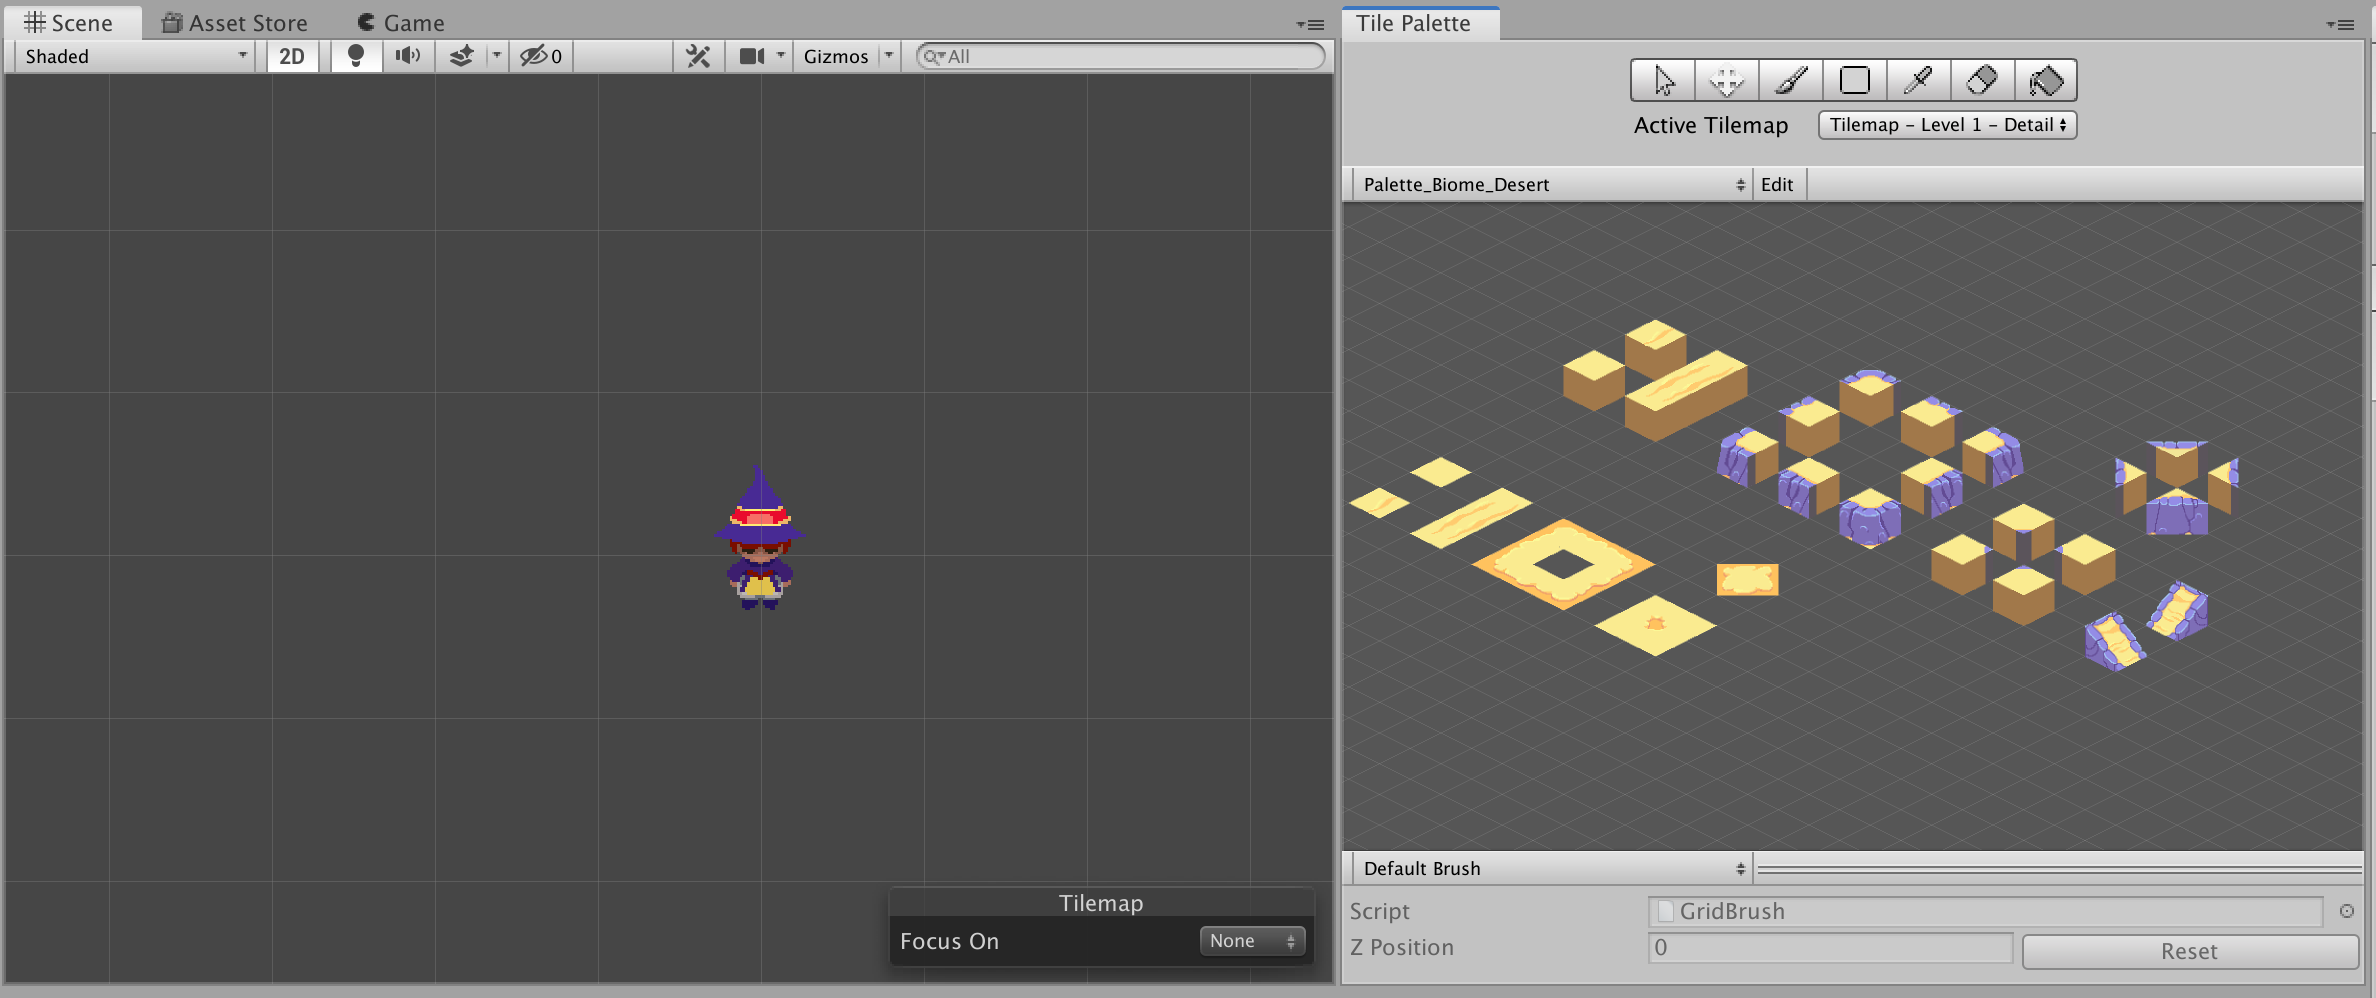 Scene
Asset Store
Game
Shaded
2D
0
Gizmos
All
Tilemap
Focus On
None
Tile Palette
Active Tilemap
Tilemap - Level 1 - Detail
Palette_Biome_Desert
Edit
Default Brush
Script
GridBrush
Z Position
0
Reset